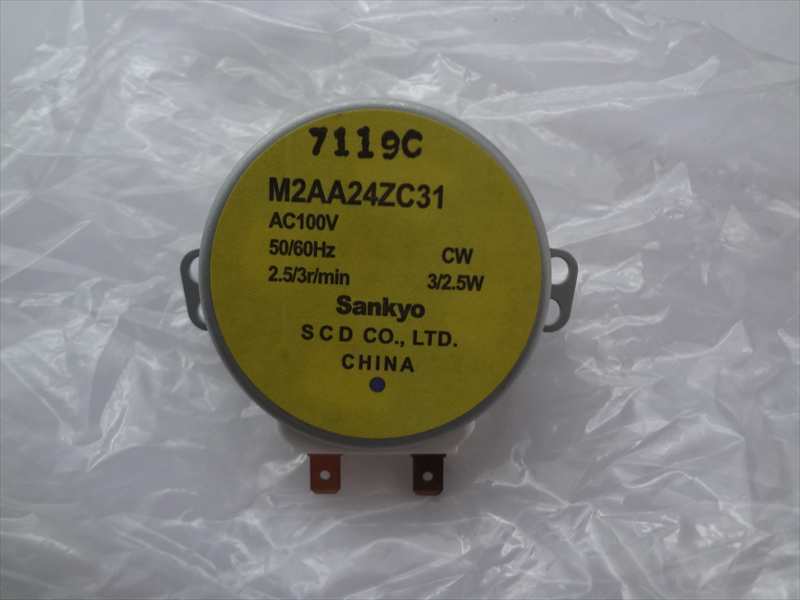 7119C
M2AA24ZC31
AC100V
50/60Hz CW
2.5/3r/min 3/2.5W
Sankyo
S C D CO., LTD.
CHINA